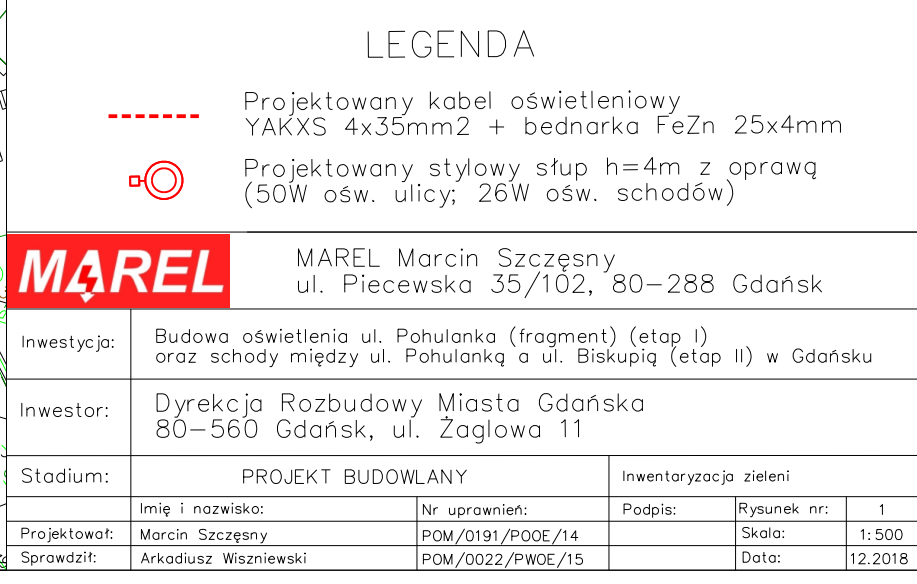 LEGENDA
Projektowany kabel oświetleniowy
YAKXS 4x35mm2 + bednarka FeZn 25x4mm
Projektowany stylowy słup h=4m z oprawą
(50W ośw. ulicy; 26W ośw. schodów)
MAREL
MAREL Marcin Szczęsny
ul. Piecewska 35/102, 80-288 Gdańsk
Inwestycja:
Budowa oświetlenia ul. Pohulanka (fragment) (etap I)
oraz schody między ul. Pohulanką a ul. Biskupią (etap II) w Gdańsku
Inwestor:
Dyrekcja Rozbudowy Miasta Gdańska
80-560 Gdańsk, ul. Żaglowa 11
Stadium: PROJEKT BUDOWLANY Inwentaryzacja zieleni
Imię i nazwisko: Nr uprawnień: Podpis: Rysunek nr: 1
Projektował: Marcin Szczęsny POM/0191/POOE/14 Skala: 1:500
Sprawdził: Arkadiusz Wiszniewski POM/0022/PWOE/15 Data: 12.2018